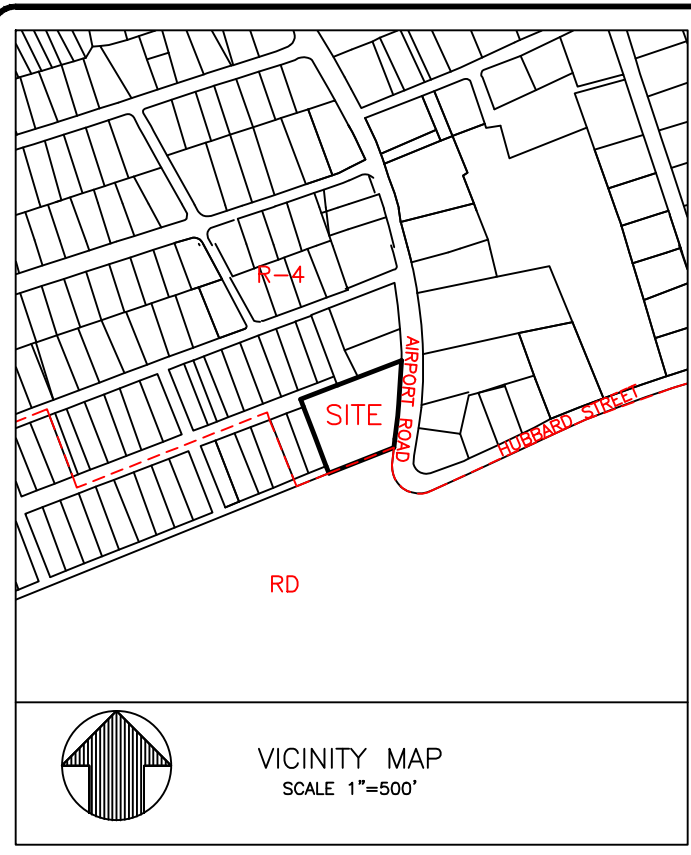 R-4
AIRPORT ROAD
SITE
HUBBARD STREET
RD
VICINITY MAP
SCALE 1"=500'